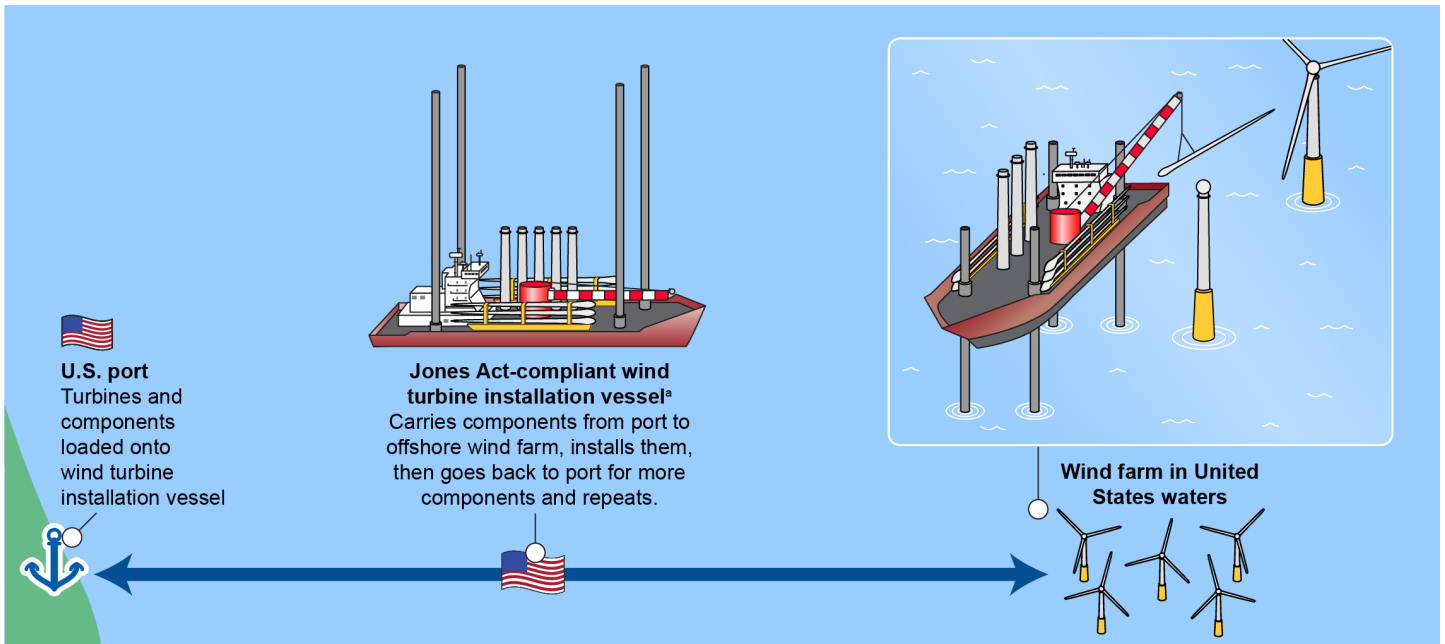 U.S. port
Turbines and
components
loaded onto
wind turbine
installation vessel
Jones Act-compliant wind
turbine installation vesselᵃ
Carries components from port to
offshore wind farm, installs them,
then goes back to port for more
components and repeats.
Wind farm in United
States waters